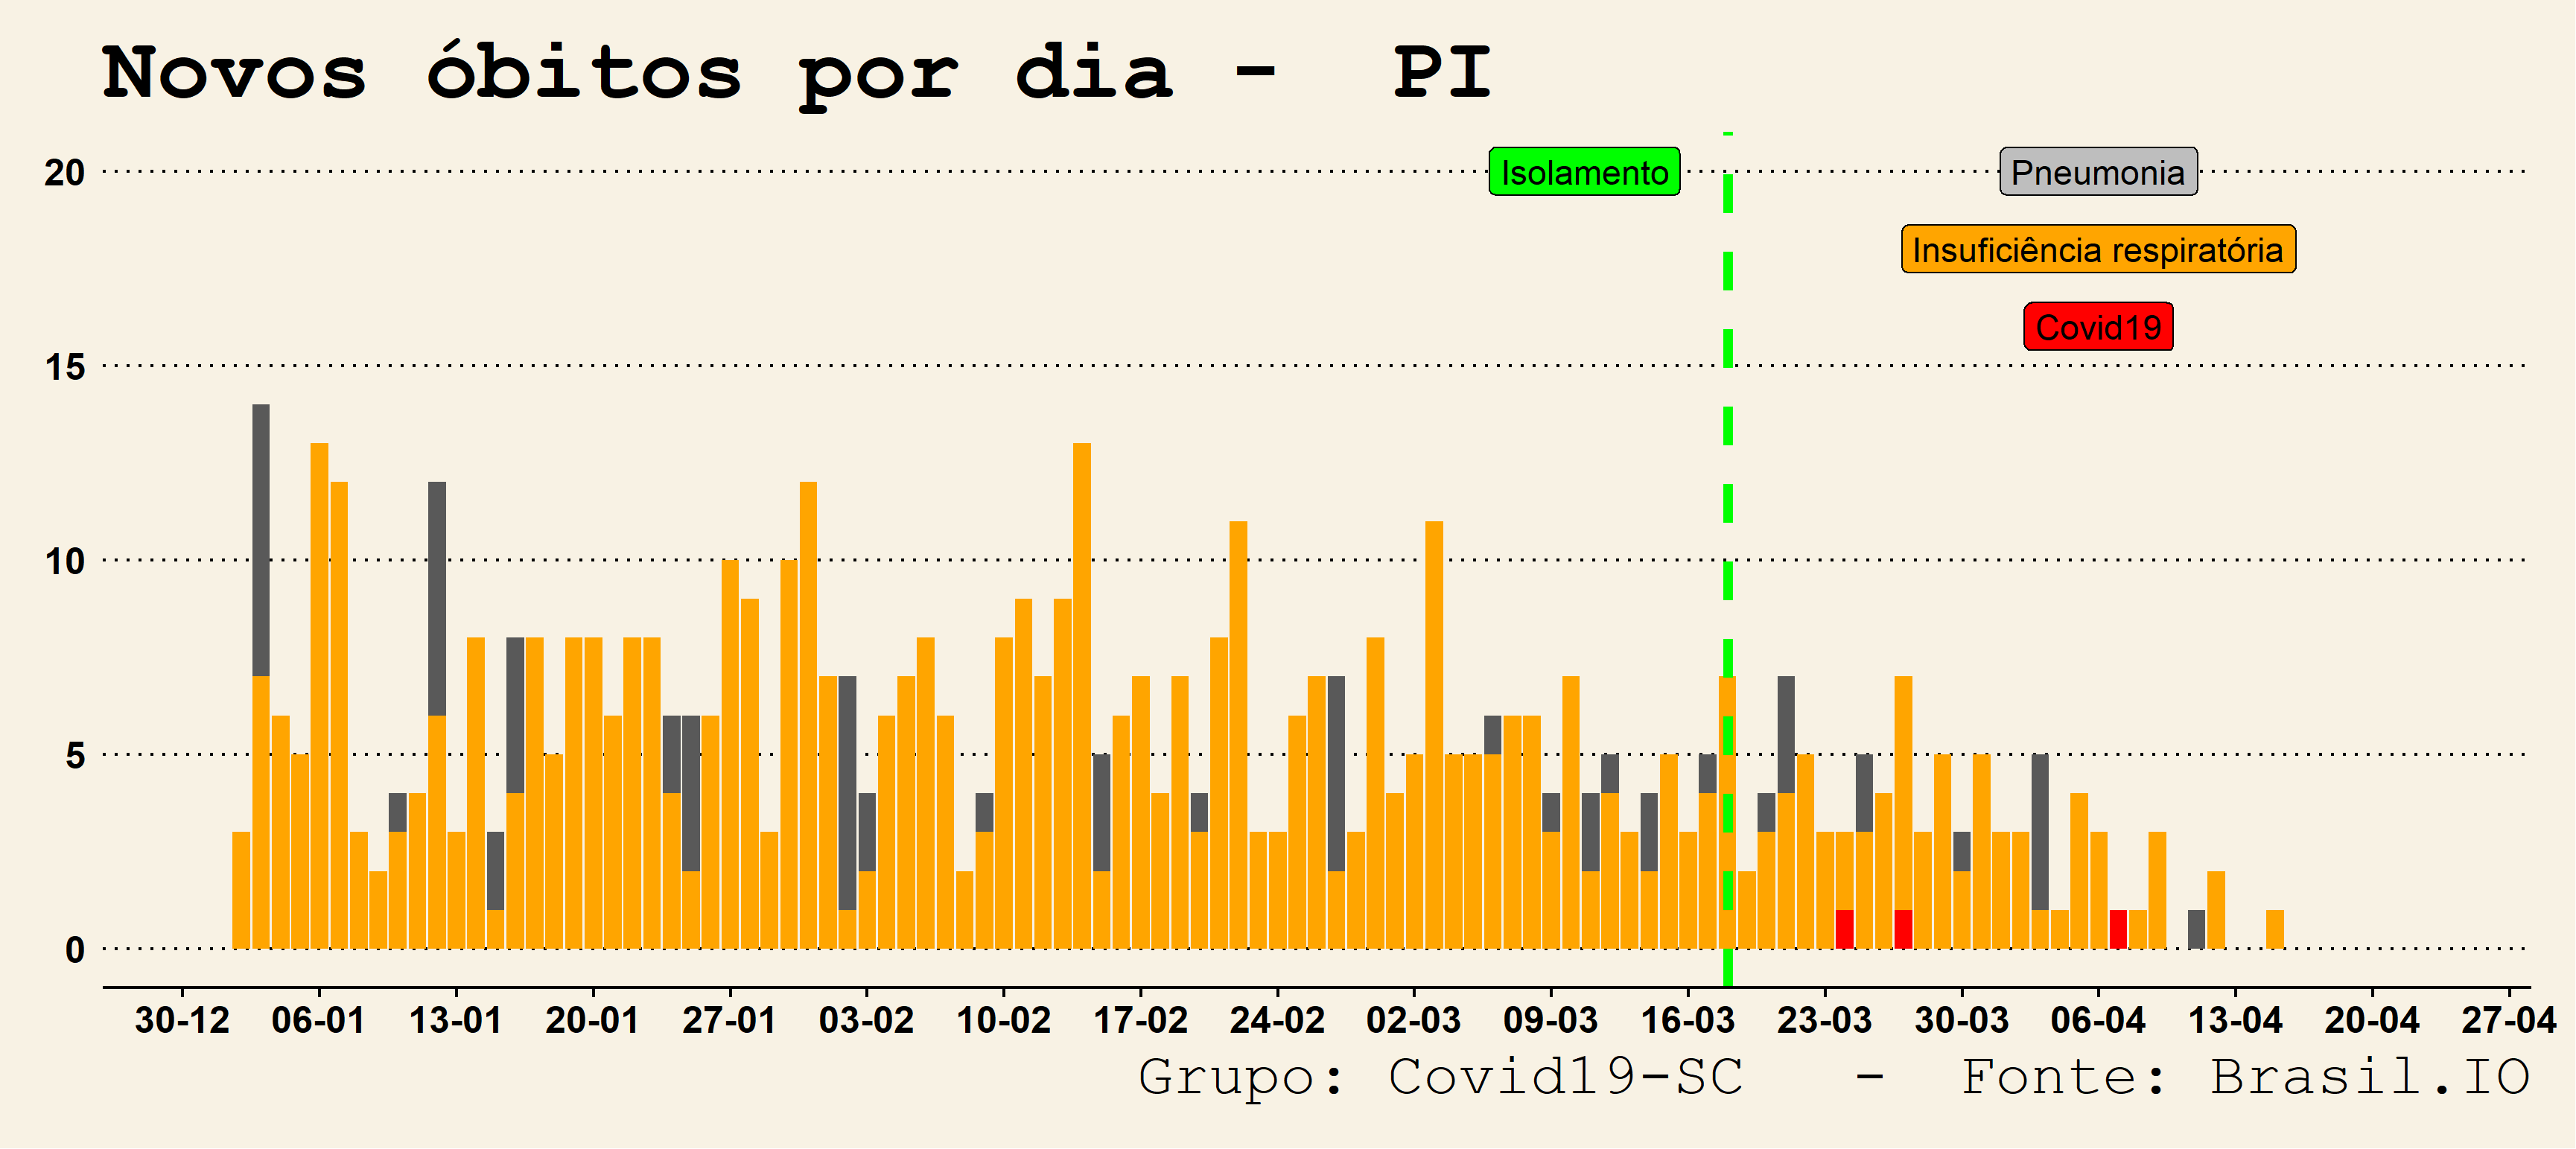 Novos óbitos por dia - PI
20
Isolamento
Pneumonia
Insuficiência respiratória
Covid19
15
10
5
0
30-12 06-01 13-01 20-01 27-01 03-02 10-02 17-02 24-02 02-03 09-03 16-03 23-03 30-03 06-04 13-04 20-04 27-04
Grupo: Covid19-SC - Fonte: Brasil.IO